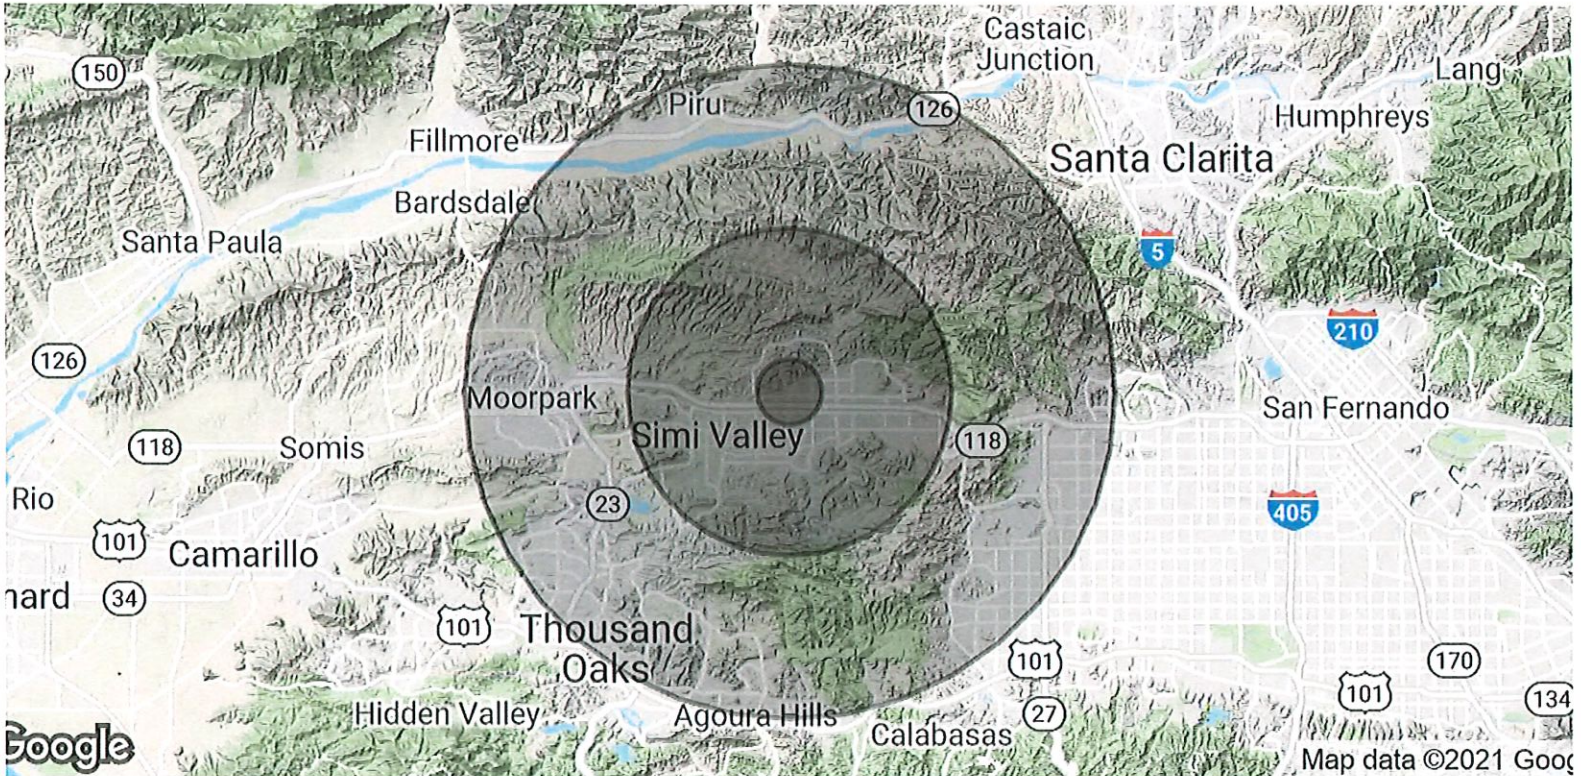 Castaic
Junction
150
Lang
Piru
126
Humphreys
Fillmore
Santa Clarita
Bardsdale
Santa Paula
5
210
126
Moorpark
San Fernando
Simi Valley
118
118
Somis
Rio
23
405
101
Camarillo
nard
34
101
Thousand
Oaks
101
170
101
134
Hidden Valley
Agoura Hills
27
Calabasas
Google
Map data ©2021 Goog